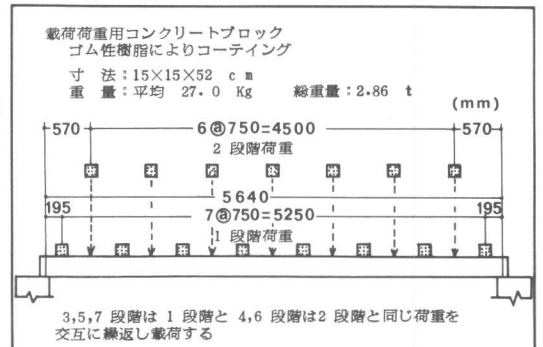 載荷荷重用コンクリートブロック
ゴム性樹脂によりコーティング
寸 法：15×15×52 cm
重 量：平均 27.0 Kg 総重量：2.86 t
(mm)
570 6@750=4500 570
2 段階荷重
5640
195 7@750=5250 195
1 段階荷重
3,5,7 段階は 1 段階と 4,6 段階は2 段階と同じ荷重を
交互に繰返し載荷する